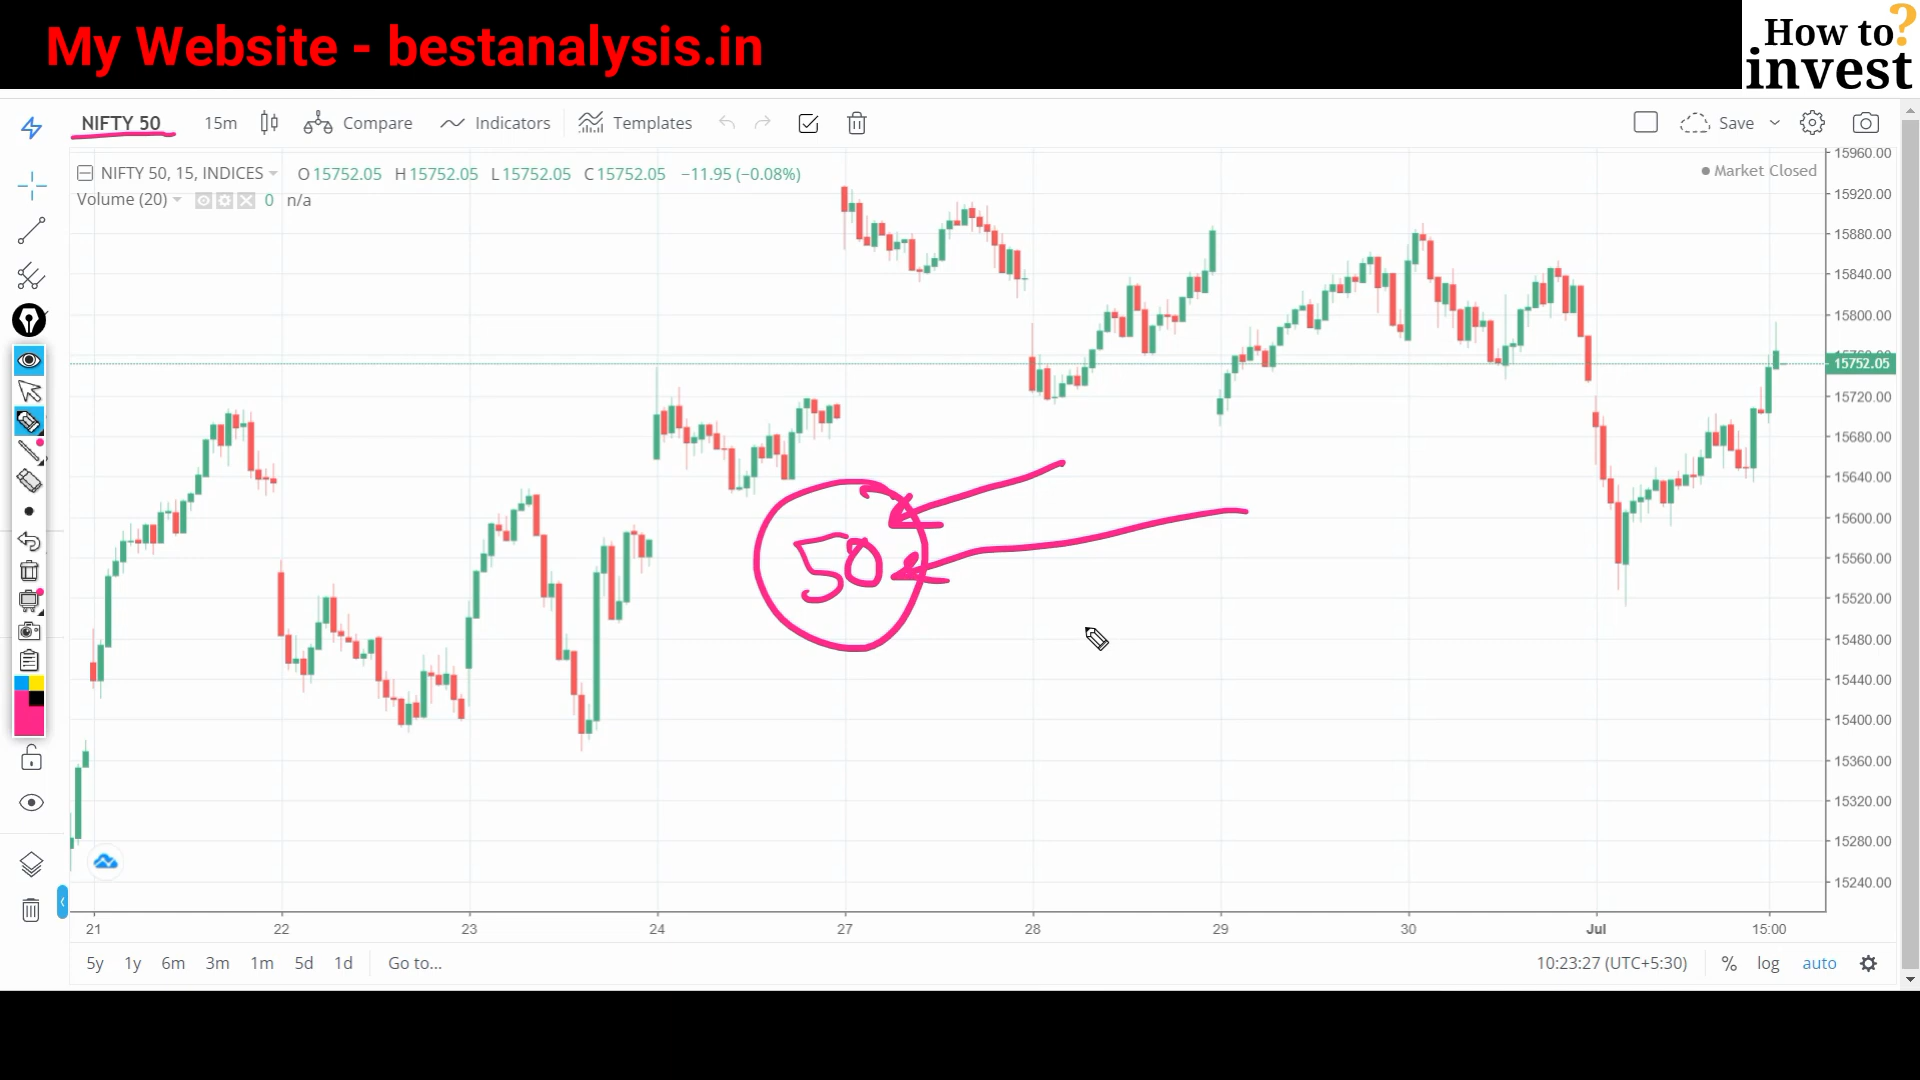 My Website - bestanalysis.in
How to?
invest
NIFTY 50 15m Compare Indicators Templates Save
NIFTY 50, 15, INDICES O15752.05 H15752.05 L15752.05 C15752.05 −11.95 (−0.08%)
Market Closed
Volume (20) 0 n/a
15960.00
15920.00
15880.00
15840.00
15800.00
15752.05
15720.00
15680.00
15640.00
15600.00
15560.00
15520.00
15480.00
15440.00
15400.00
15360.00
15320.00
15280.00
15240.00
50
21 22 23 24 27 28 29 30 Jul 15:00
5y 1y 6m 3m 1m 5d 1d Go to... 10:23:27 (UTC+5:30) % log auto